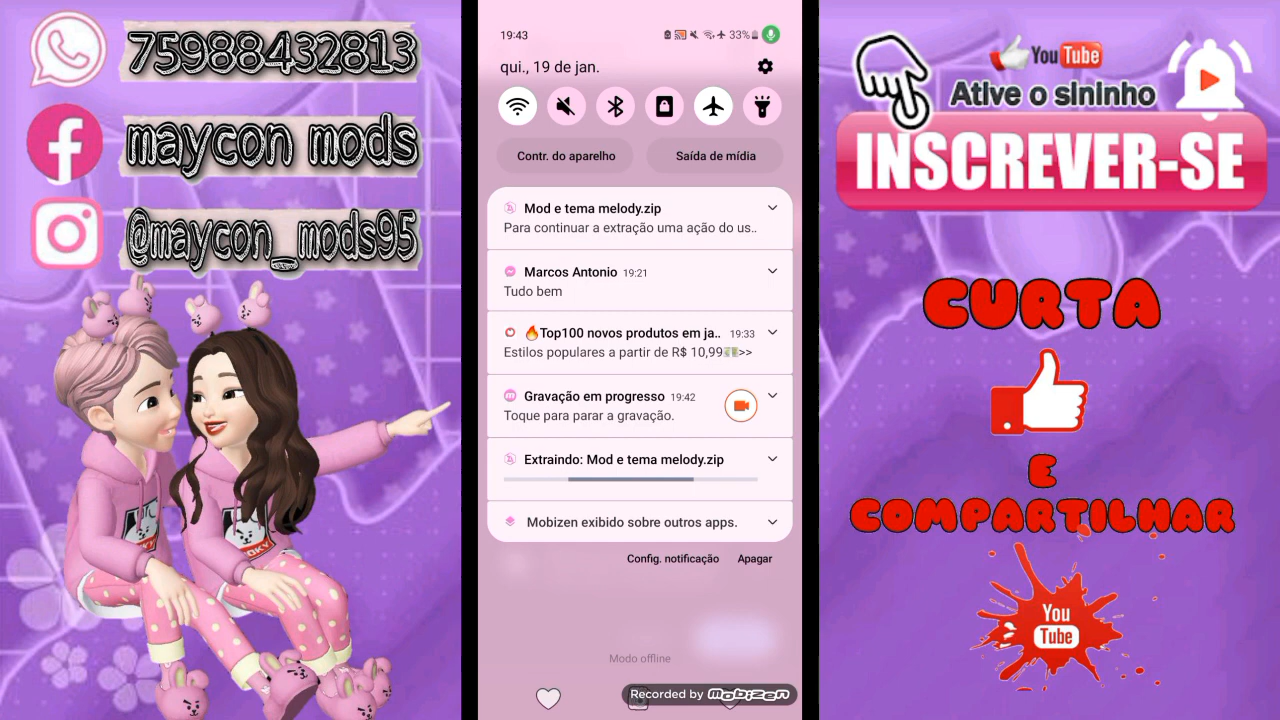 75988432813
maycon mods
@maycon_mods95
19:43
33%
qui., 19 de jan.
Contr. do aparelho
Saída de mídia
Mod e tema melody.zip
Para continuar a extração uma ação do us..
Marcos Antonio 19:21
Tudo bem
🔥Top100 novos produtos em ja.. 19:33
Estilos populares a partir de R$ 10,99💵>>
Gravação em progresso 19:42
Toque para parar a gravação.
Extraindo: Mod e tema melody.zip
Mobizen exibido sobre outros apps.
Config. notificação
Apagar
Modo offline
Recorded by mobizen
YouTube
Ative o sininho
INSCREVER-SE
CURTA
E
COMPARTILHAR
You
Tube